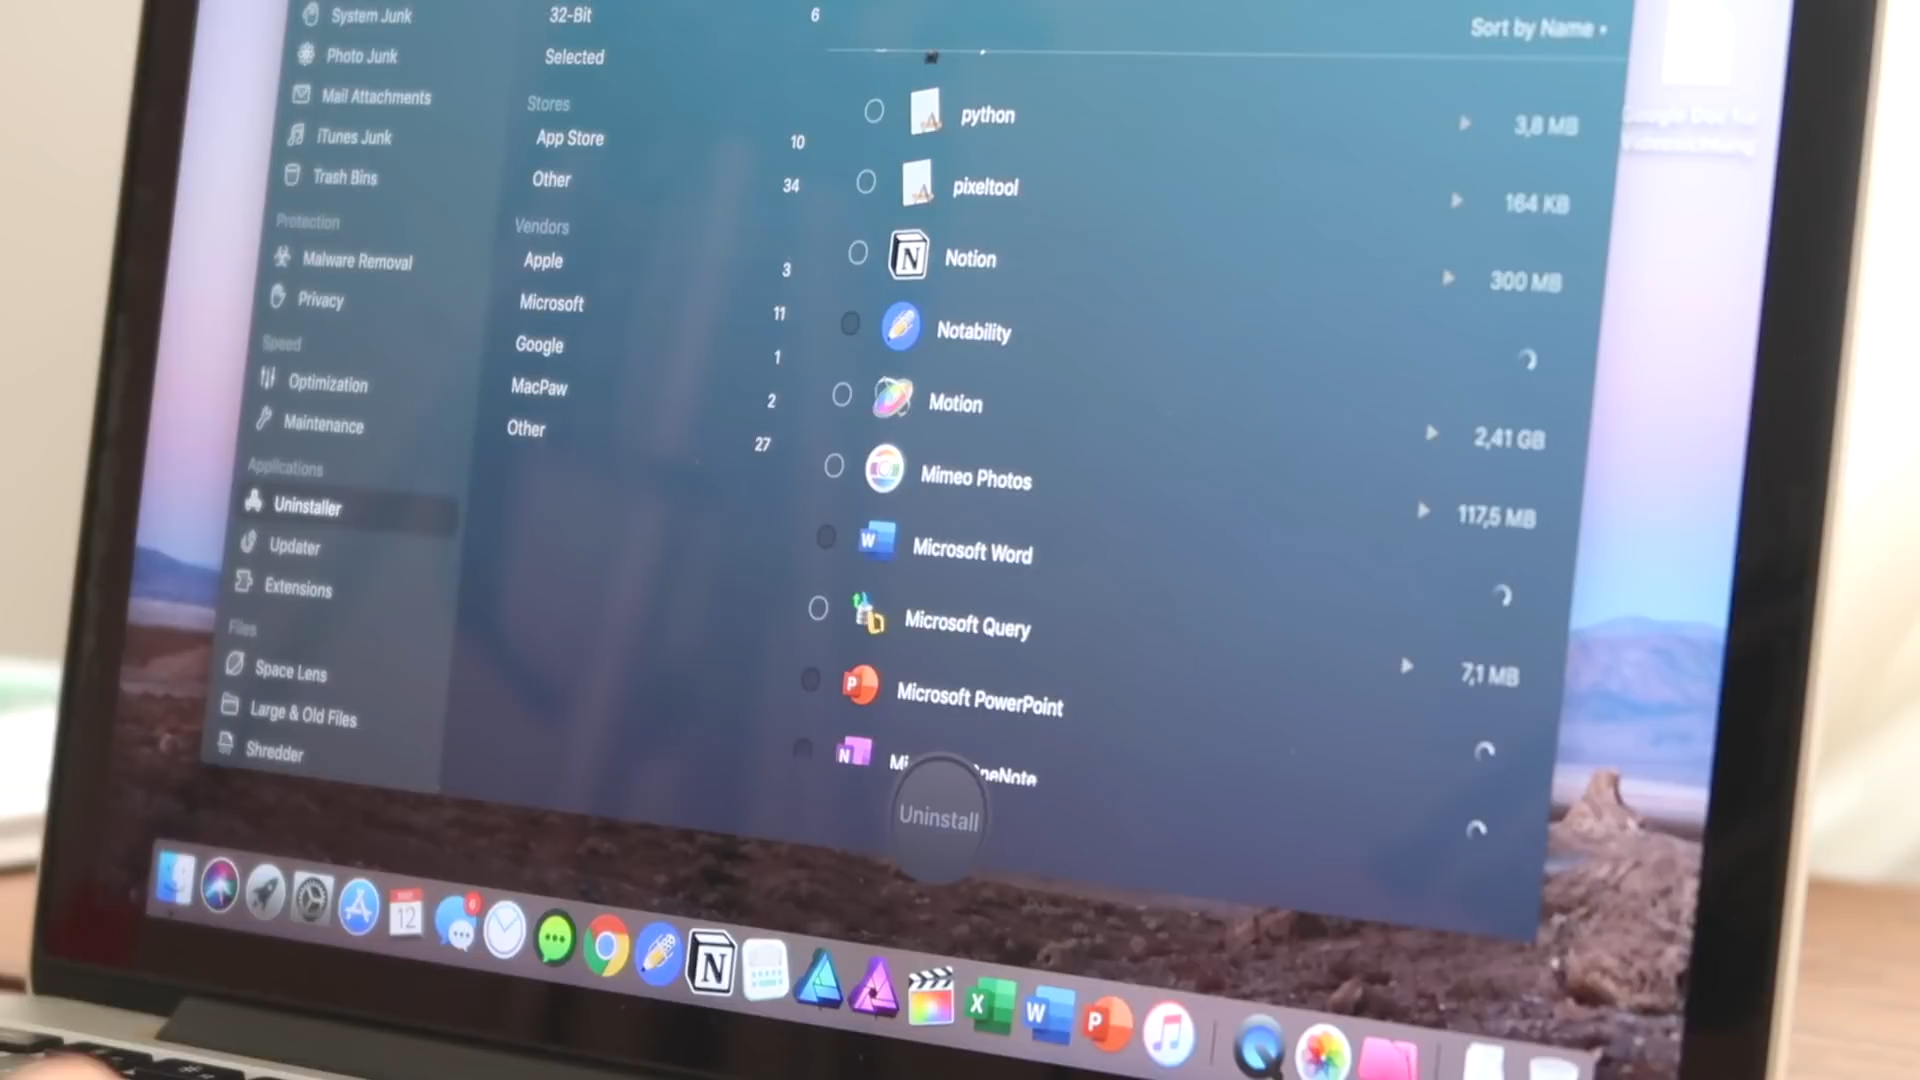 System Junk
Photo Junk
Mail Attachments
iTunes Junk
Trash Bins
Protection
Malware Removal
Privacy
Speed
Optimization
Maintenance
Applications
Uninstaller
Updater
Extensions
Files
Space Lens
Large & Old Files
Shredder
32-Bit 6
Selected
Stores
App Store 10
Other 34
Vendors
Apple 3
Microsoft 11
Google 1
MacPaw 2
Other 27
Sort by Name
python 3,8 MB
pixeltool 164 KB
N Notion 300 MB
Notability
Motion 2,41 GB
Mimeo Photos 117,5 MB
W Microsoft Word
Microsoft Query 7,1 MB
P Microsoft PowerPoint
N OneNote
Uninstall
12
6
N
X
W
P